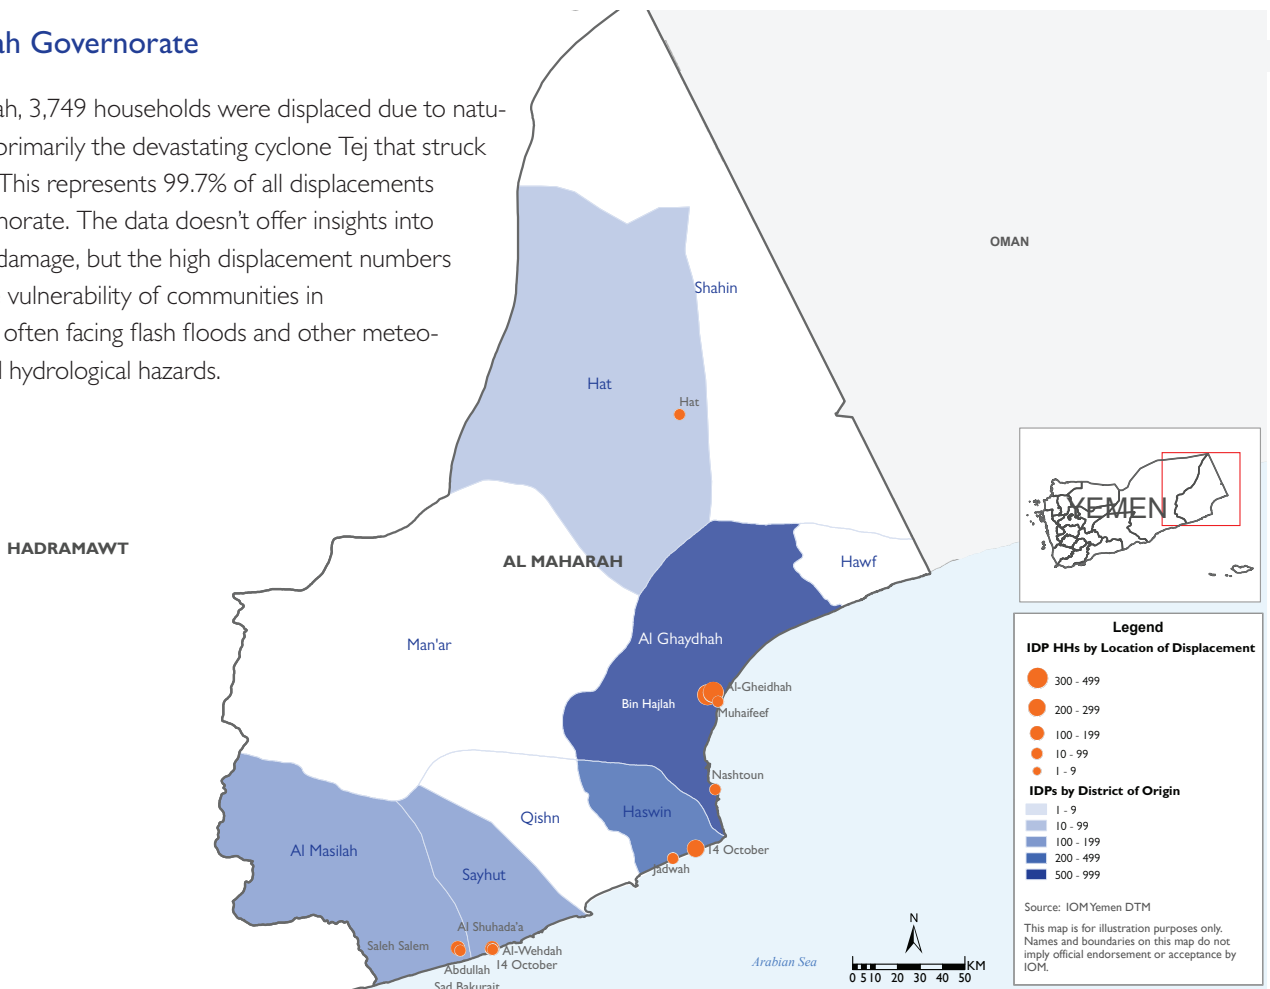 ah Governorate
ah, 3,749 households were displaced due to natu-
primarily the devastating cyclone Tej that struck
This represents 99.7% of all displacements
norate. The data doesn't offer insights into
damage, but the high displacement numbers
vulnerability of communities in
often facing flash floods and other meteo-
d hydrological hazards.
OMAN
Shahin
Hat
Hat
YEMEN
HADRAMAWT
AL MAHARAH
Hawf
Man'ar
Al Ghaydhah
Bin Hajlah
Al-Gheidhah
Muhaifeef
Nashtoun
Haswin
Qishn
14 October
Jadwah
Al Masilah
Sayhut
Al Shuhada'a
Saleh Salem
Al-Wehdah
14 October
Abdullah
Sad Bakurait
Arabian Sea
N
0 5 10 20 30 40 50 KM
Legend
IDP HHs by Location of Displacement
300 - 499
200 - 299
100 - 199
10 - 99
1 - 9
IDPs by District of Origin
1 - 9
10 - 99
100 - 199
200 - 499
500 - 999
Source: IOM Yemen DTM
This map is for illustration purposes only.
Names and boundaries on this map do not
imply official endorsement or acceptance by
IOM.